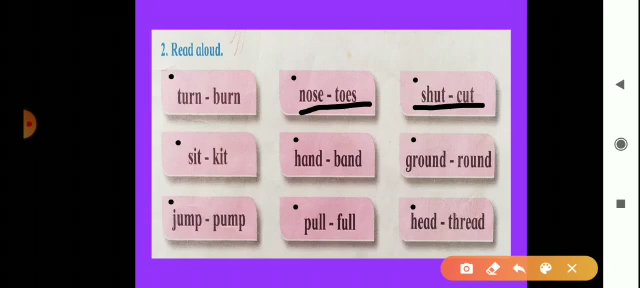 2. Read aloud.
turn - burn
nose - toes
shut - cut
sit - kit
hand - band
ground - round
jump - pump
pull - full
head - thread